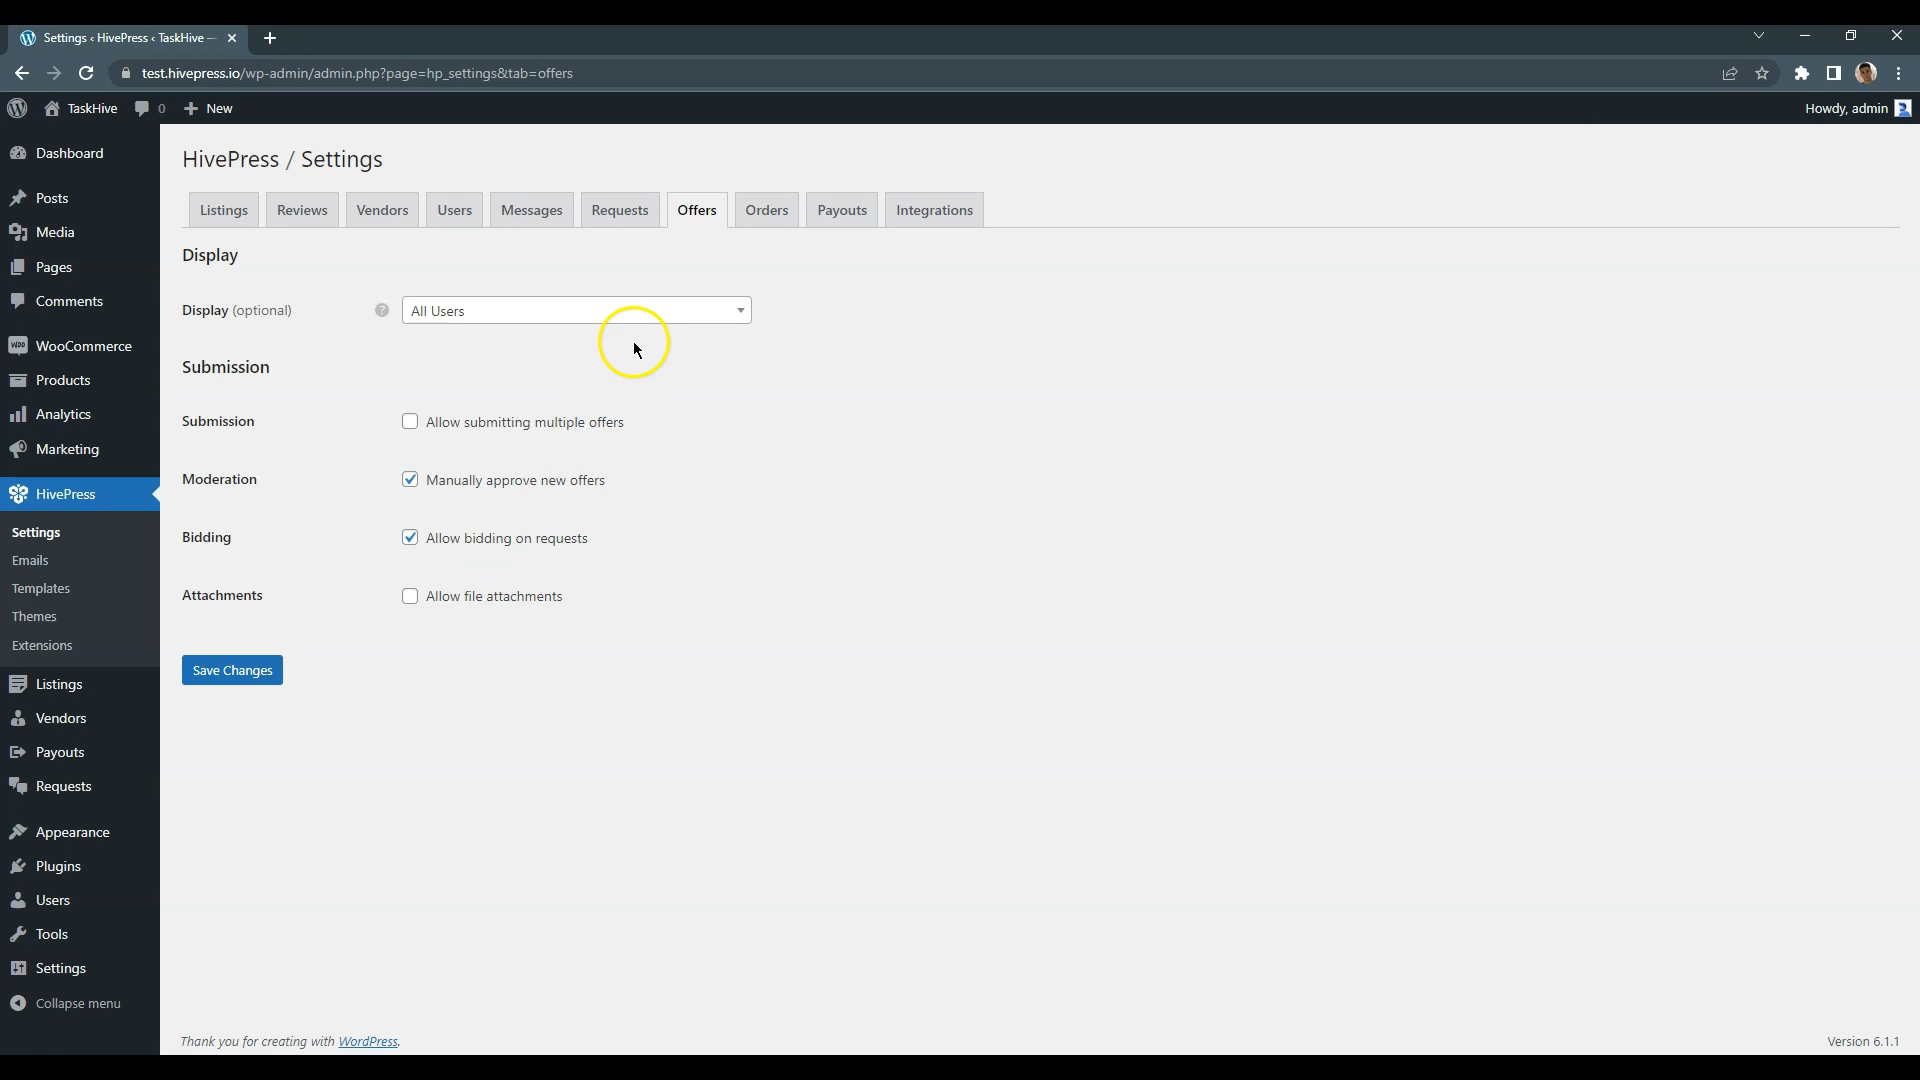 Settings ‹ HivePress ‹ TaskHive —
test.hivepress.io/wp-admin/admin.php?page=hp_settings&tab=offers
TaskHive 0 New Howdy, admin
Dashboard
Posts
Media
Pages
Comments
WooCommerce
Products
Analytics
Marketing
HivePress
Settings
Emails
Templates
Themes
Extensions
Listings
Vendors
Payouts
Requests
Appearance
Plugins
Users
Tools
Settings
Collapse menu
HivePress / Settings
Listings Reviews Vendors Users Messages Requests Offers Orders Payouts Integrations
Display
Display (optional) ? All Users
Submission
Submission Allow submitting multiple offers
Moderation Manually approve new offers
Bidding Allow bidding on requests
Attachments Allow file attachments
Save Changes
Thank you for creating with WordPress. Version 6.1.1